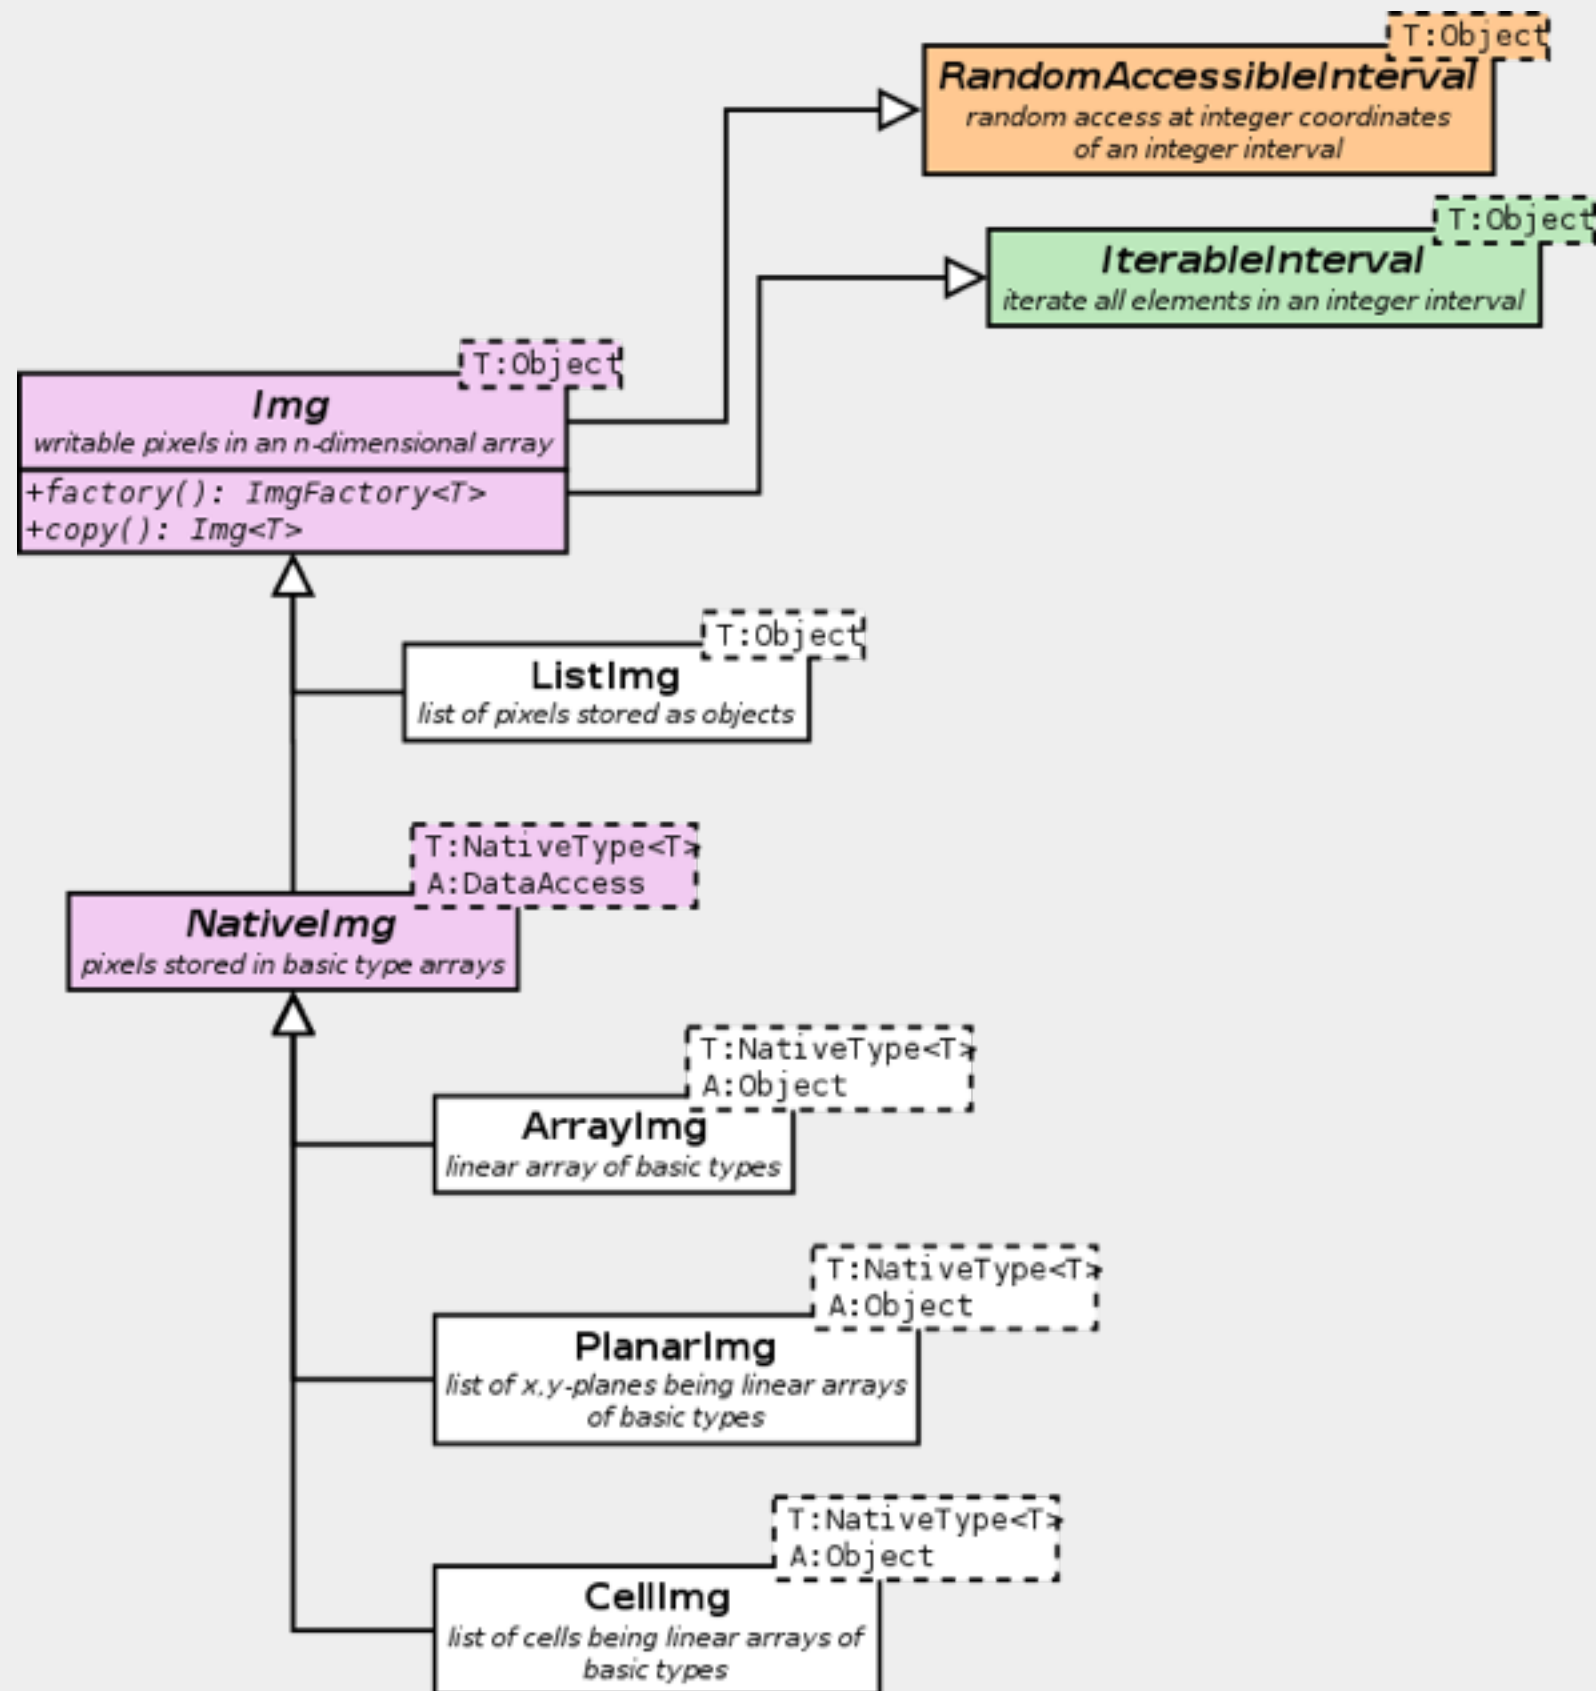 T:Object
RandomAccessibleInterval
random access at integer coordinates
of an integer interval
T:Object
IterableInterval
iterate all elements in an integer interval
T:Object
Img
writable pixels in an n-dimensional array
+factory(): ImgFactory<T>
+copy(): Img<T>
T:Object
ListImg
list of pixels stored as objects
T:NativeType<T>
A:DataAccess
NativeImg
pixels stored in basic type arrays
T:NativeType<T>
A:Object
ArrayImg
linear array of basic types
T:NativeType<T>
A:Object
PlanarImg
list of x,y-planes being linear arrays
of basic types
T:NativeType<T>
A:Object
CellImg
list of cells being linear arrays of
basic types